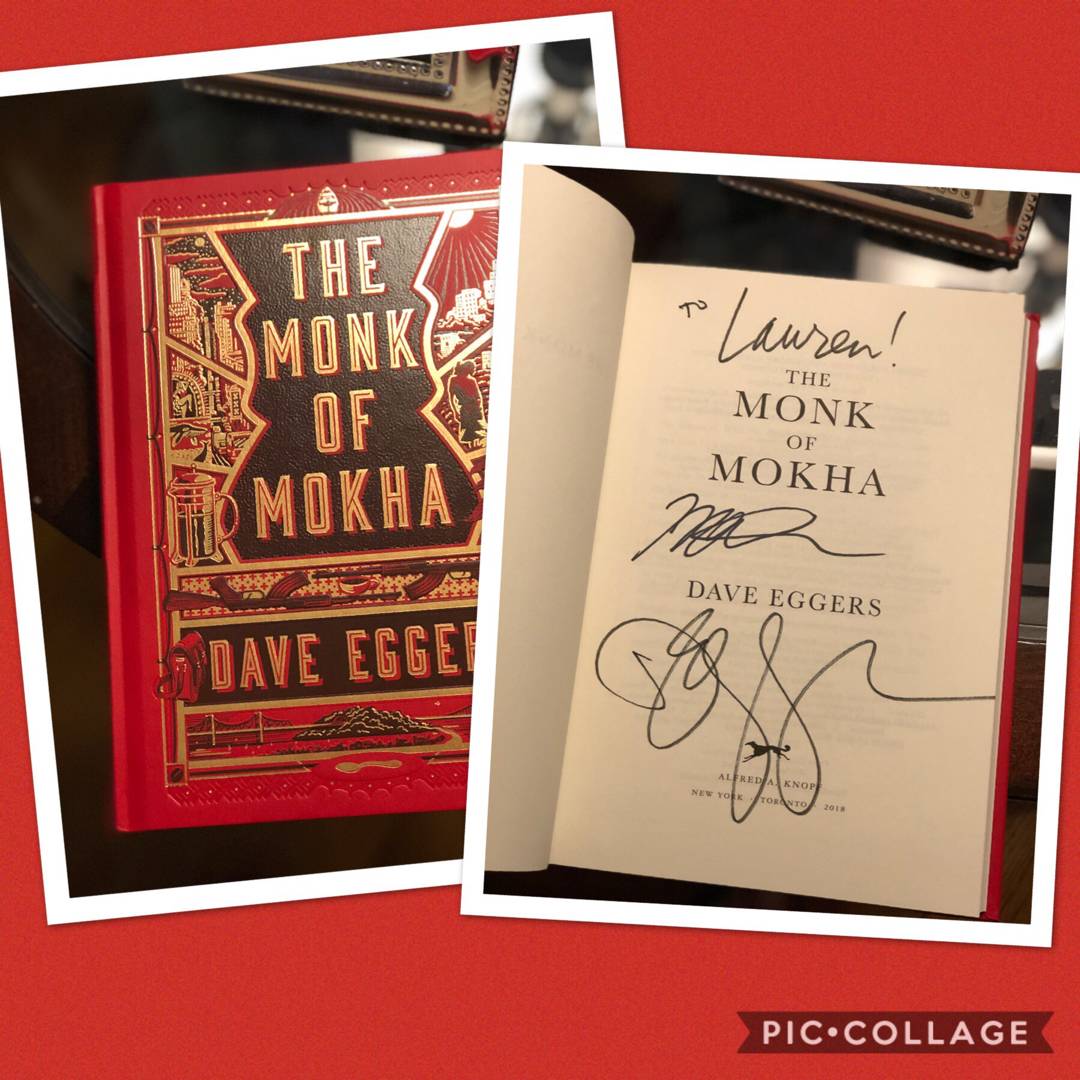 THE
MONK
OF
MOKHA
DAVE EGGER
TO Lauren!
THE
MONK
OF
MOKHA
DAVE EGGERS
ALFRED A. KNOPF
NEW YORK · TORONTO · 2018
PIC•COLLAGE